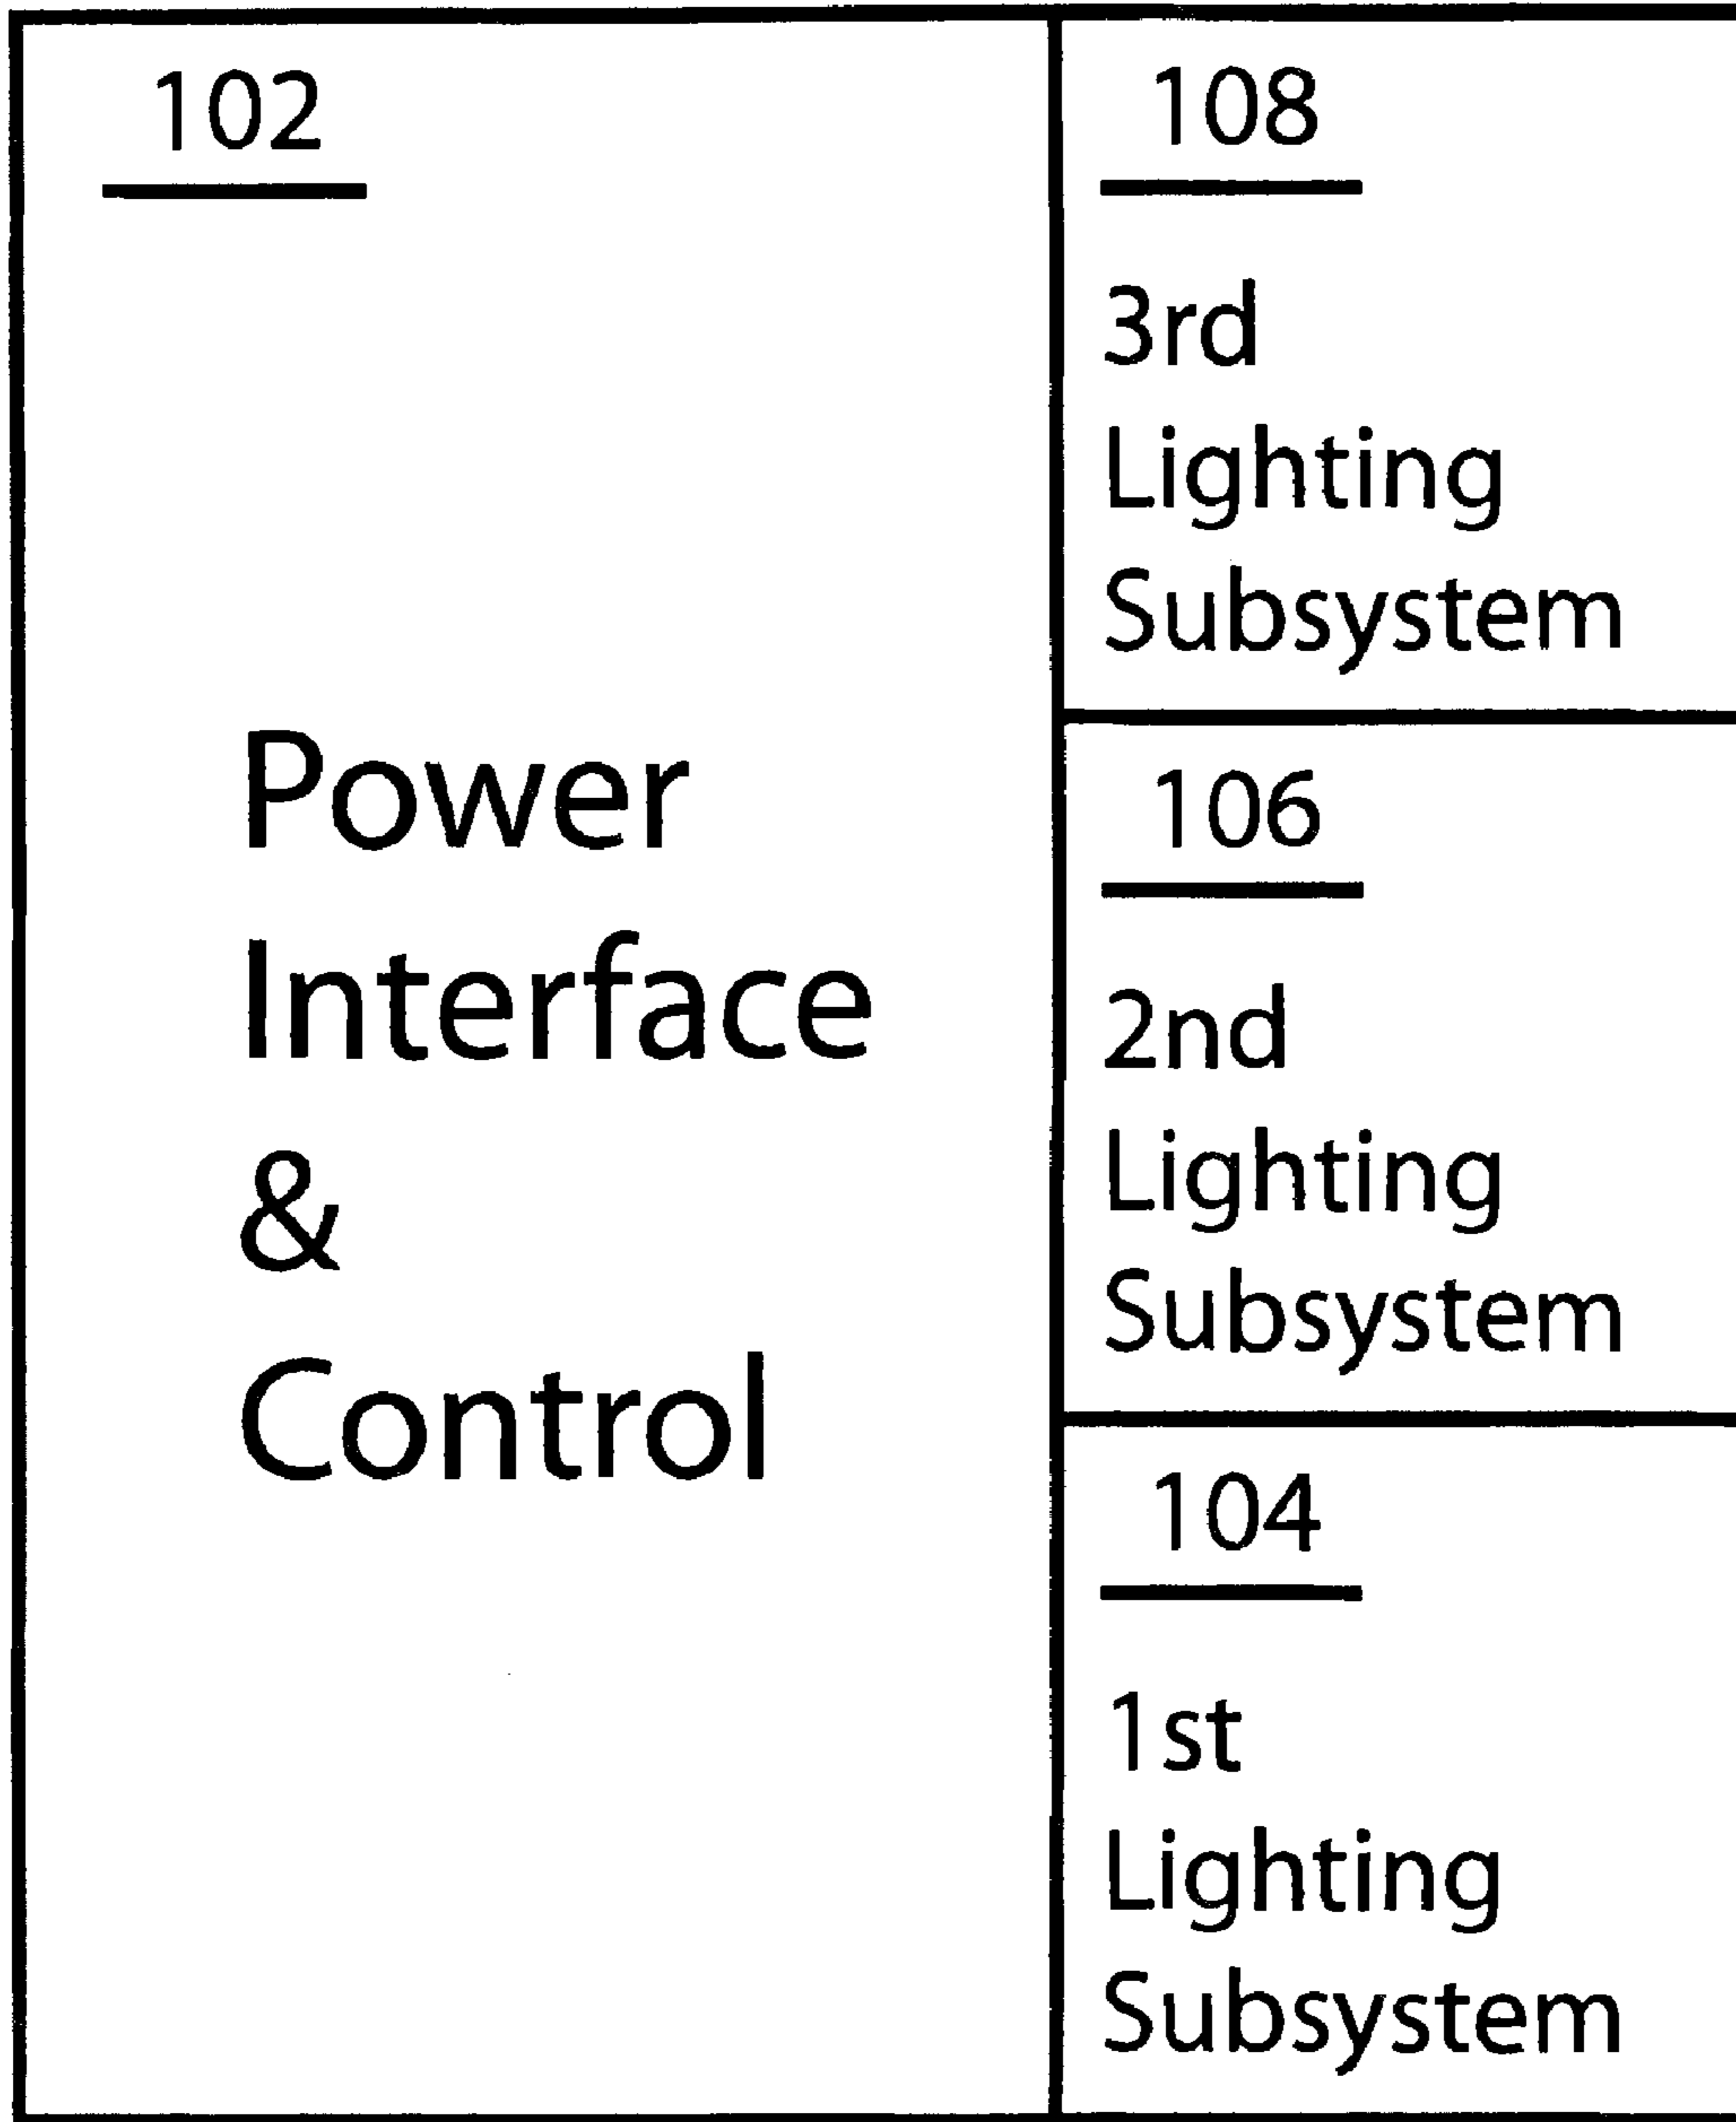 102
Power
Interface
&
Control
108
3rd
Lighting
Subsystem
106
2nd
Lighting
Subsystem
104
1st
Lighting
Subsystem